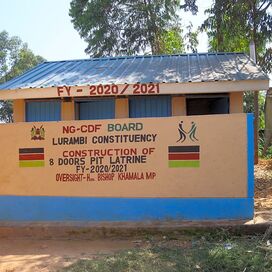 FY - 2020/2021
NG-CDF BOARD
LURAMBI CONSTITUENCY
CONSTRUCTION OF
8 DOORS PIT LATRINE
FY-2020/2021
OVERSIGHT-Hon. BISHOP KHAMALA MP